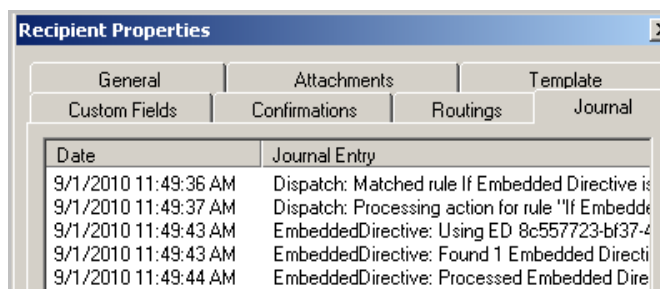 Recipient Properties
General Attachments Template
Custom Fields Confirmations Routings Journal
Date Journal Entry
9/1/2010 11:49:36 AM Dispatch: Matched rule If Embedded Directive is
9/1/2010 11:49:37 AM Dispatch: Processing action for rule "If Embedde
9/1/2010 11:49:43 AM EmbeddedDirective: Using ED 8c557723-bf37-4
9/1/2010 11:49:43 AM EmbeddedDirective: Found 1 Embedded Directi
9/1/2010 11:49:44 AM EmbeddedDirective: Processed Embedded Dire